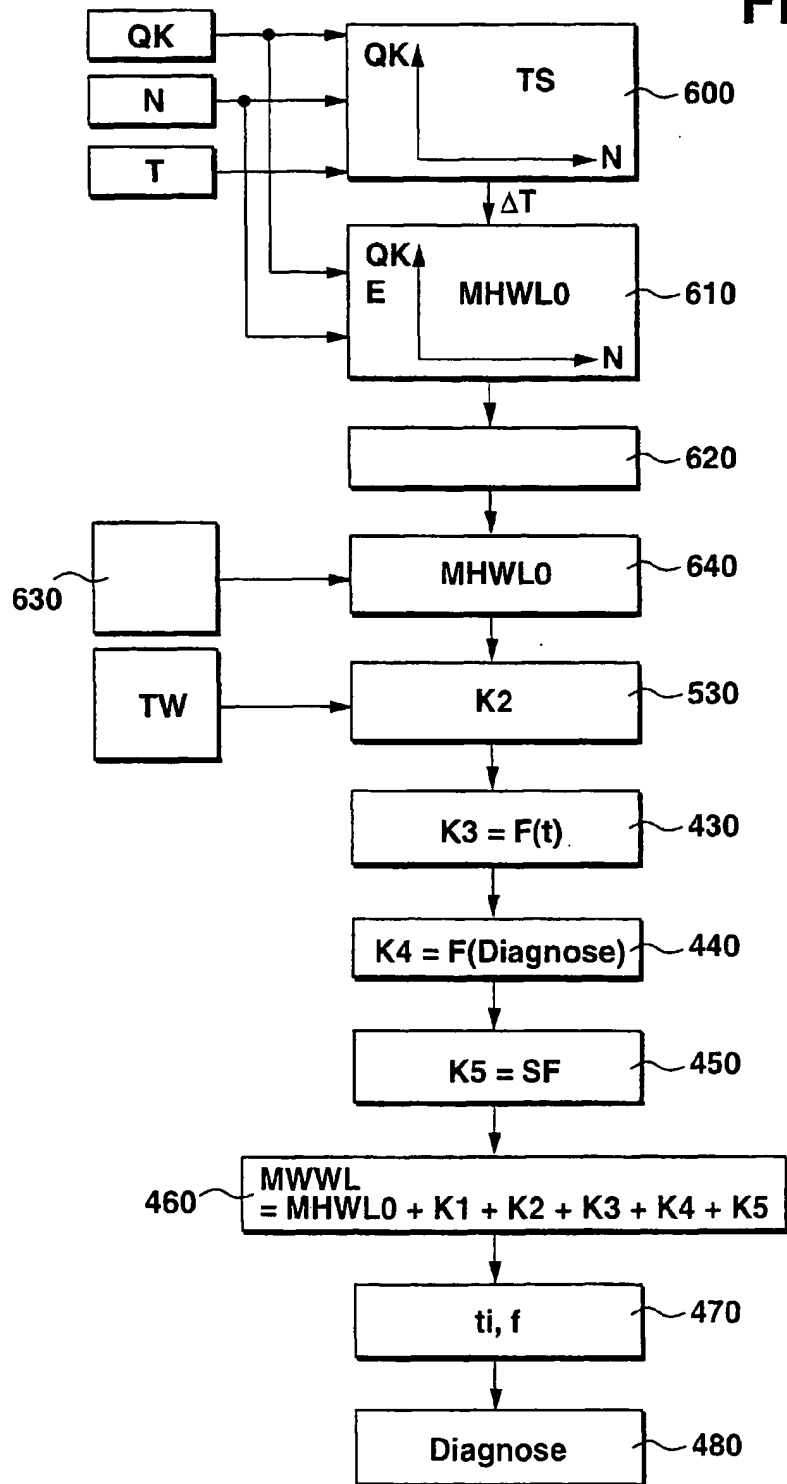 QK
N
T
QK
TS
N
600
ΔT
QK
E
MHWL0
N
610
620
630
MHWL0
640
TW
K2
530
K3 = F(t)
430
K4 = F(Diagnose)
440
K5 = SF
450
460
MWWL
= MHWL0 + K1 + K2 + K3 + K4 + K5
ti, f
470
Diagnose
480